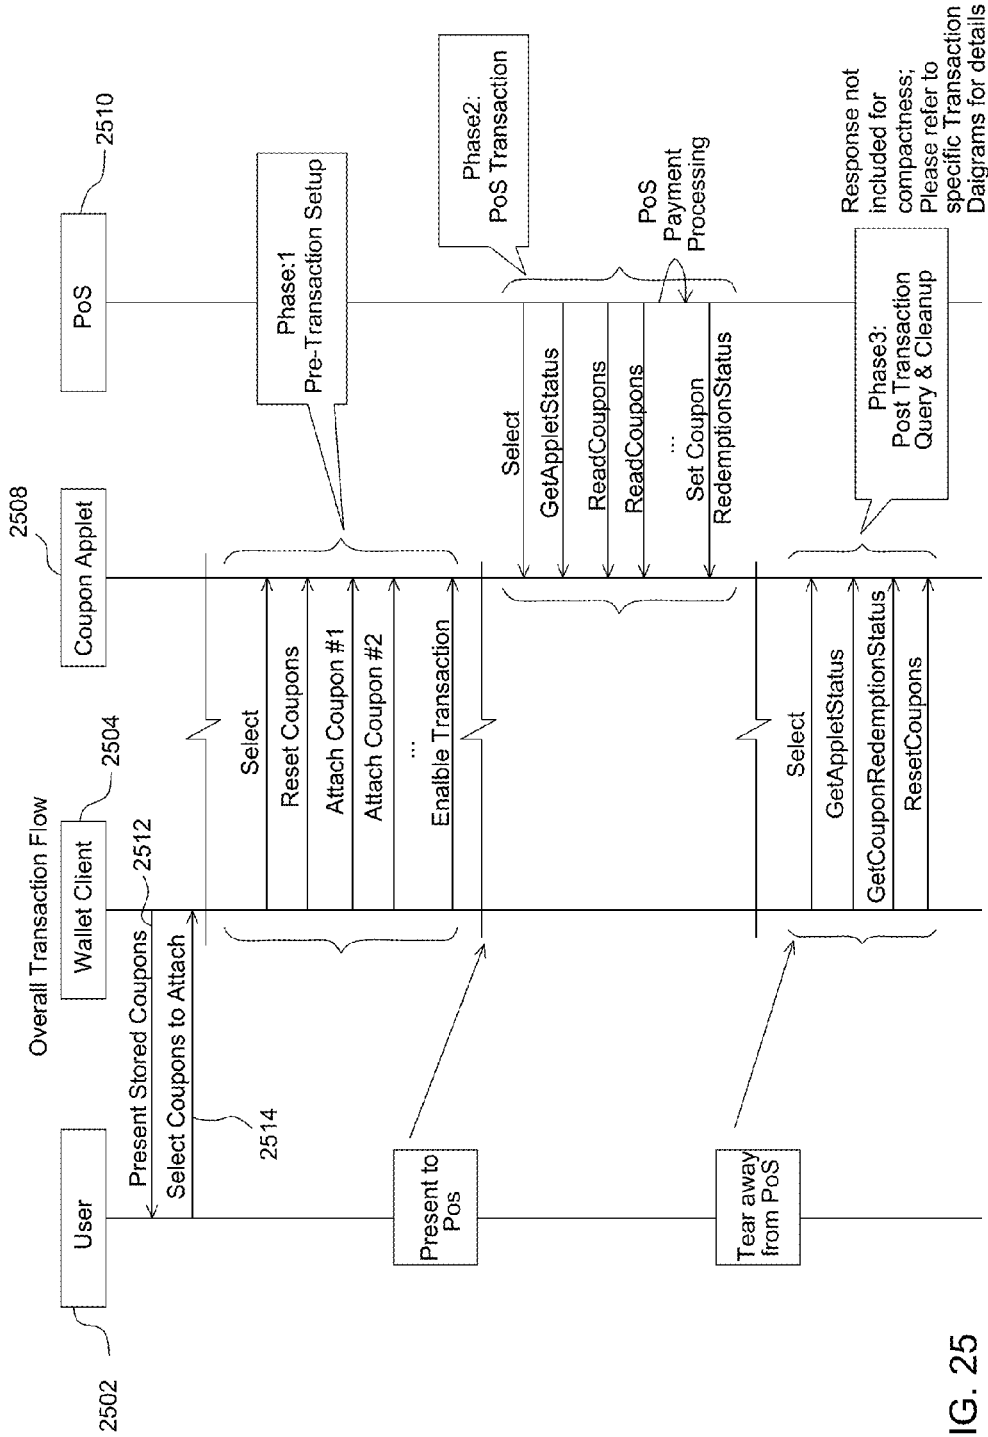 Overall Transaction Flow
2502
User
Wallet Client
2504
2508
Coupon Applet
PoS
2510
Present Stored Coupons
2512
Select Coupons to Attach
2514
Phase:1
Pre-Transaction Setup
Select
Reset Coupons
Attach Coupon #1
Attach Coupon #2
...
Enalble Transaction
Present to
Pos
Phase2:
PoS Transaction
Select
GetAppletStatus
ReadCoupons
ReadCoupons
...
PoS
Payment
Processing
Set Coupon
RedemptionStatus
Tear away
from PoS
Select
GetAppletStatus
GetCouponRedemptionStatus
ResetCoupons
Phase3:
Post Transaction
Query & Cleanup
Response not
included for
compactness;
Please refer to
specific Transaction
Daigrams for details
IG. 25